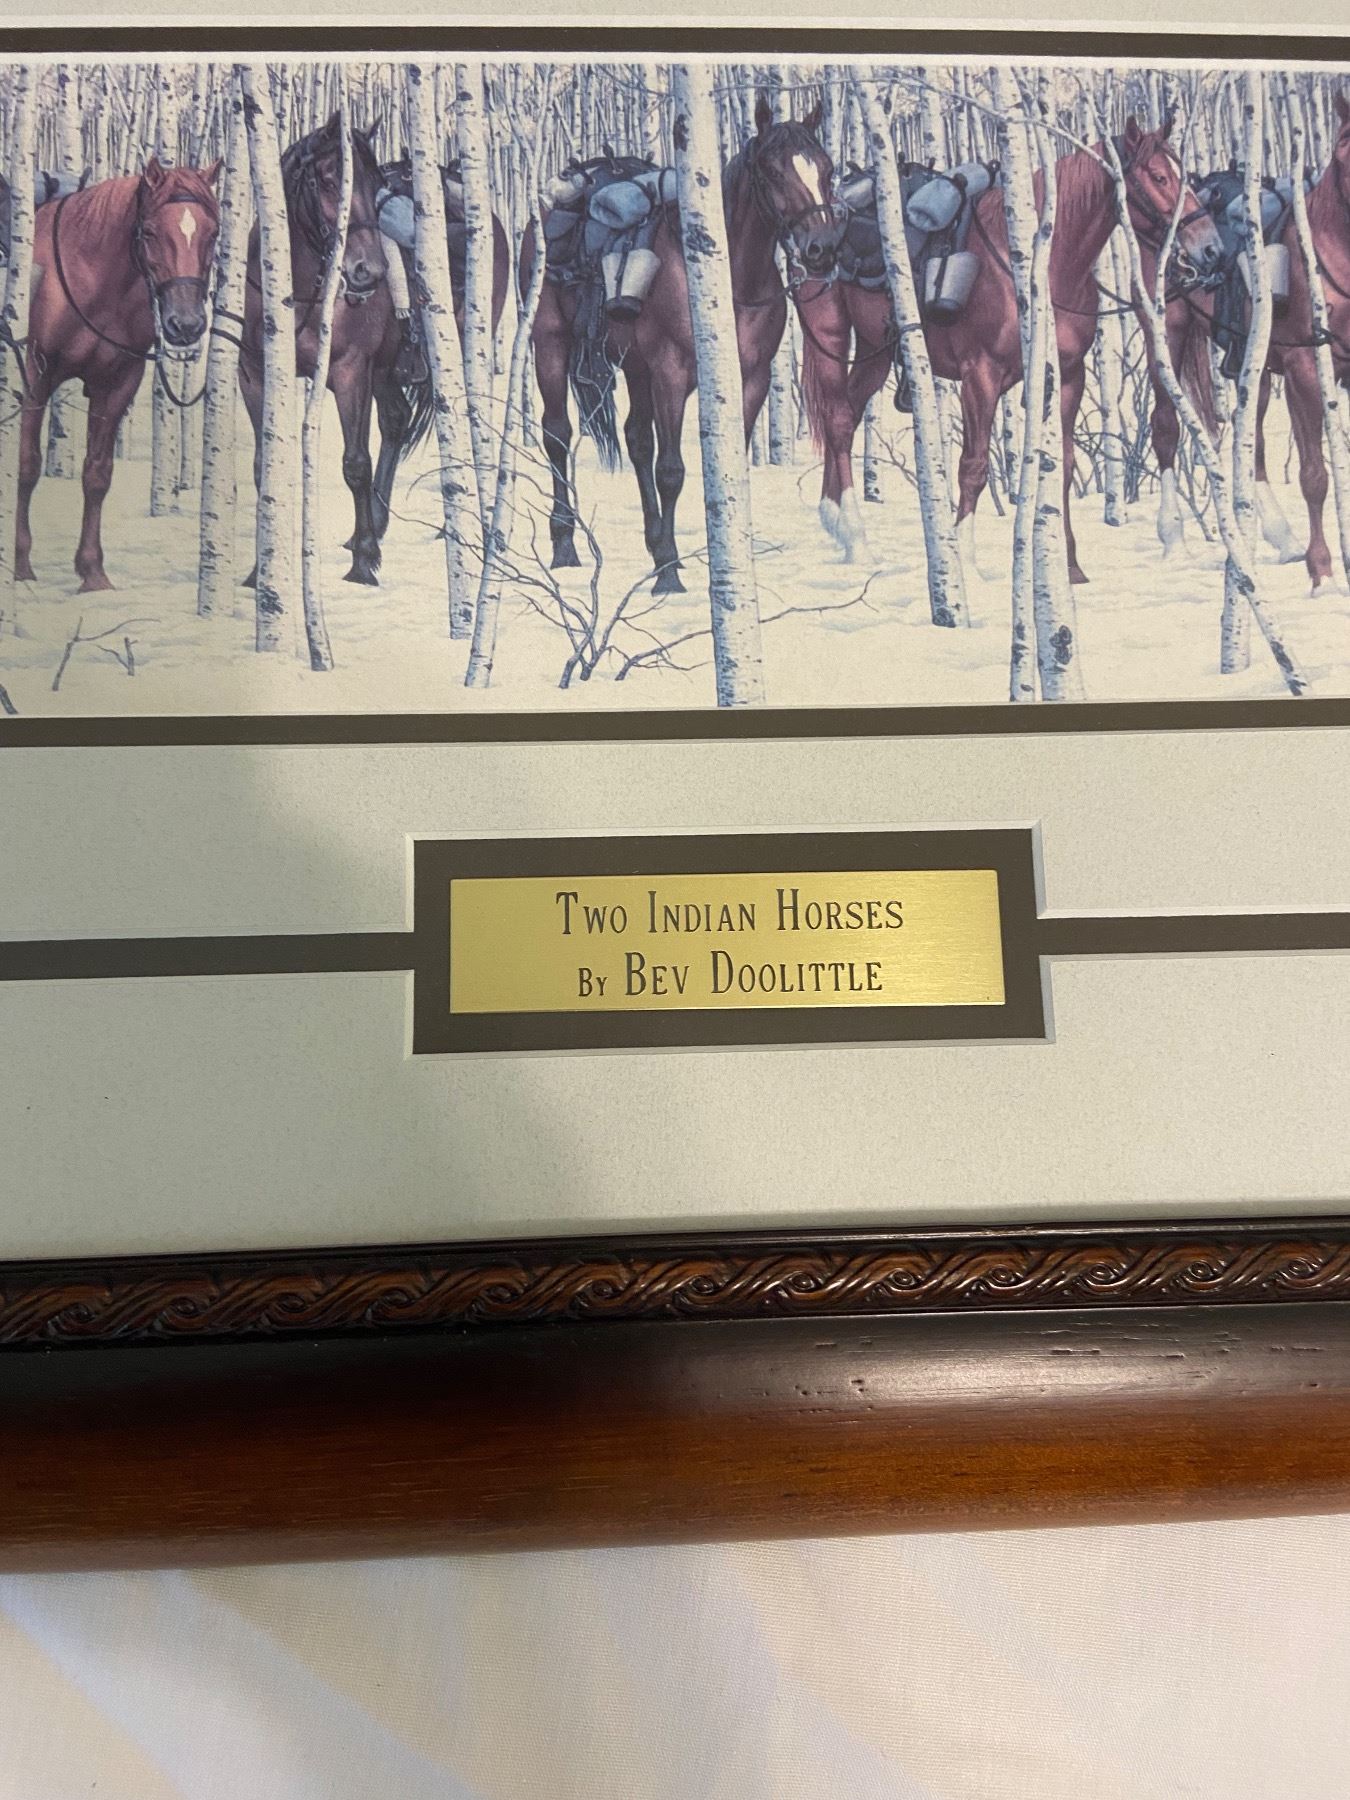 Two Indian Horses
By Bev Doolittle